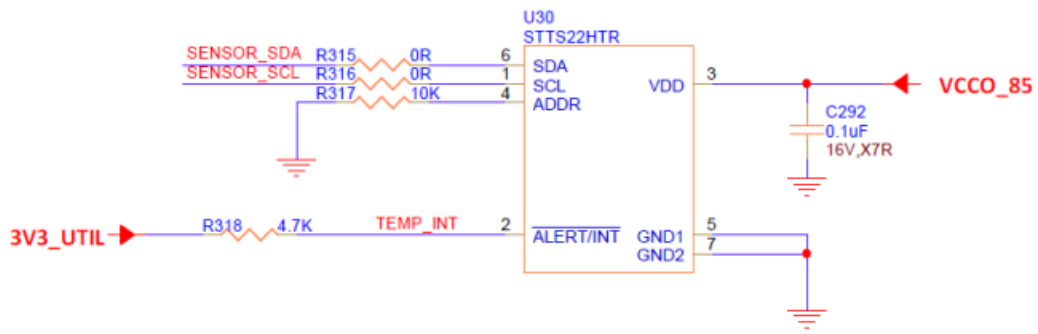 U30
STTS22HTR
SENSOR_SDA R315 0R 6 SDA
SENSOR_SCL R316 0R 1 SCL
R317 10K 4 ADDR
VDD 3 VCCO_85
C292
0.1uF
16V,X7R
3V3_UTIL R318 4.7K TEMP_INT 2 ALERT/INT
GND1 5
GND2 7